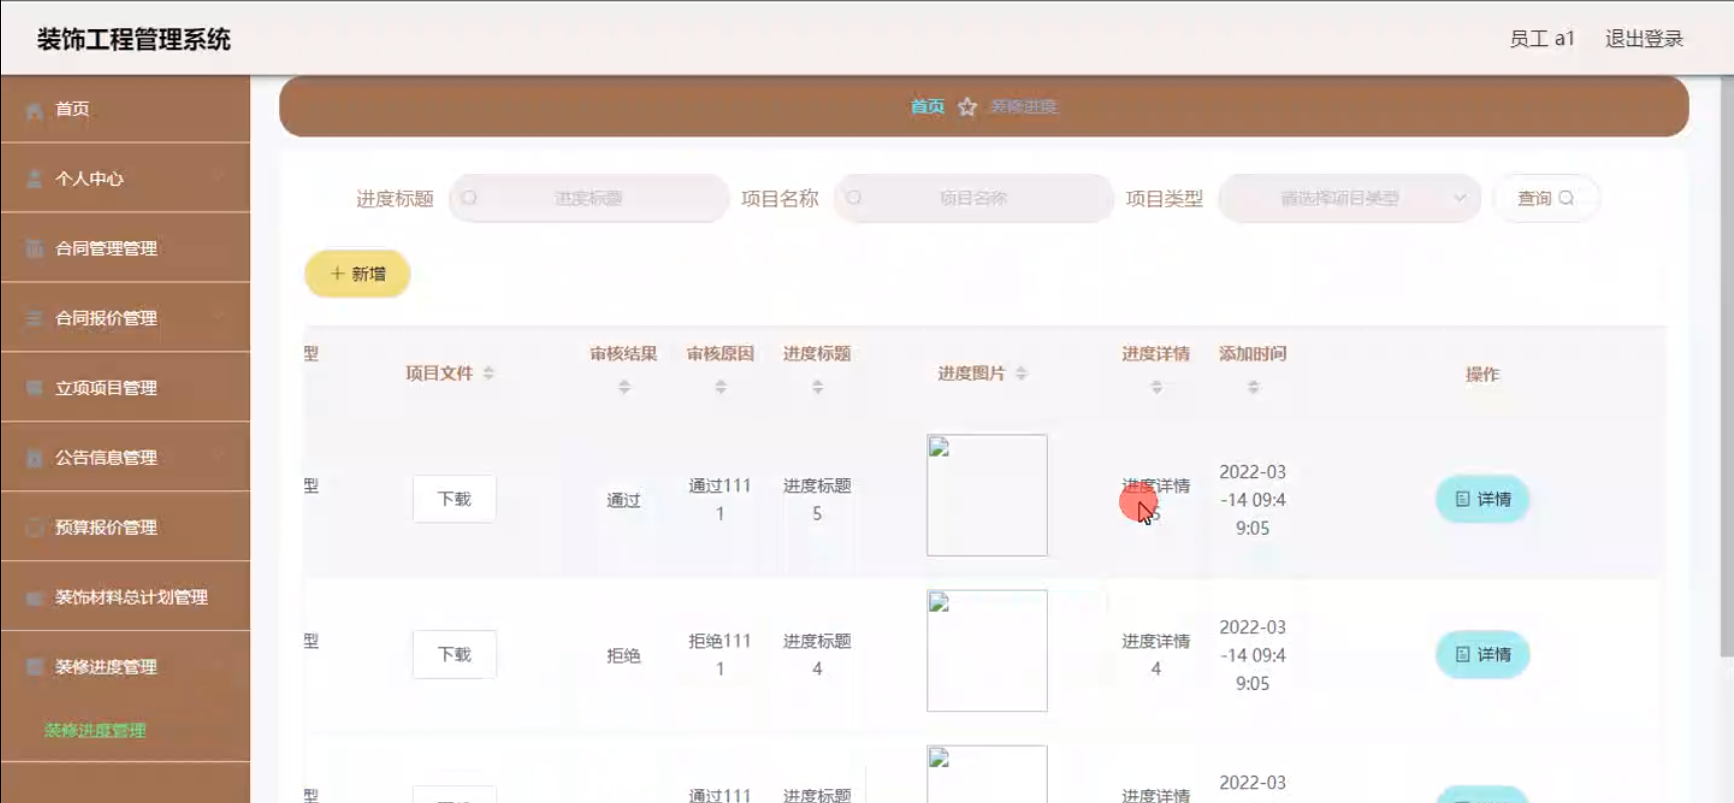 装饰工程管理系统
员工 a1
退出登录
首页
个人中心
合同管理管理
合同报价管理
立项项目管理
公告信息管理
预算报价管理
装饰材料总计划管理
装修进度管理
装修进度管理
首页 装修进度
进度标题 进度标题 项目名称 项目名称 项目类型 请选择项目类型 查询
新增
型 项目文件 审核结果 审核原因 进度标题 进度图片 进度详情 添加时间 操作
型 下载 通过 通过111
1
进度标题
5
进度详情
5
2022-03
-14 09:4
9:05
详情
型 下载 拒绝 拒绝111
1
进度标题
4
进度详情
4
2022-03
-14 09:4
9:05
详情
型 通过111 进度标题 进度详情 2022-03